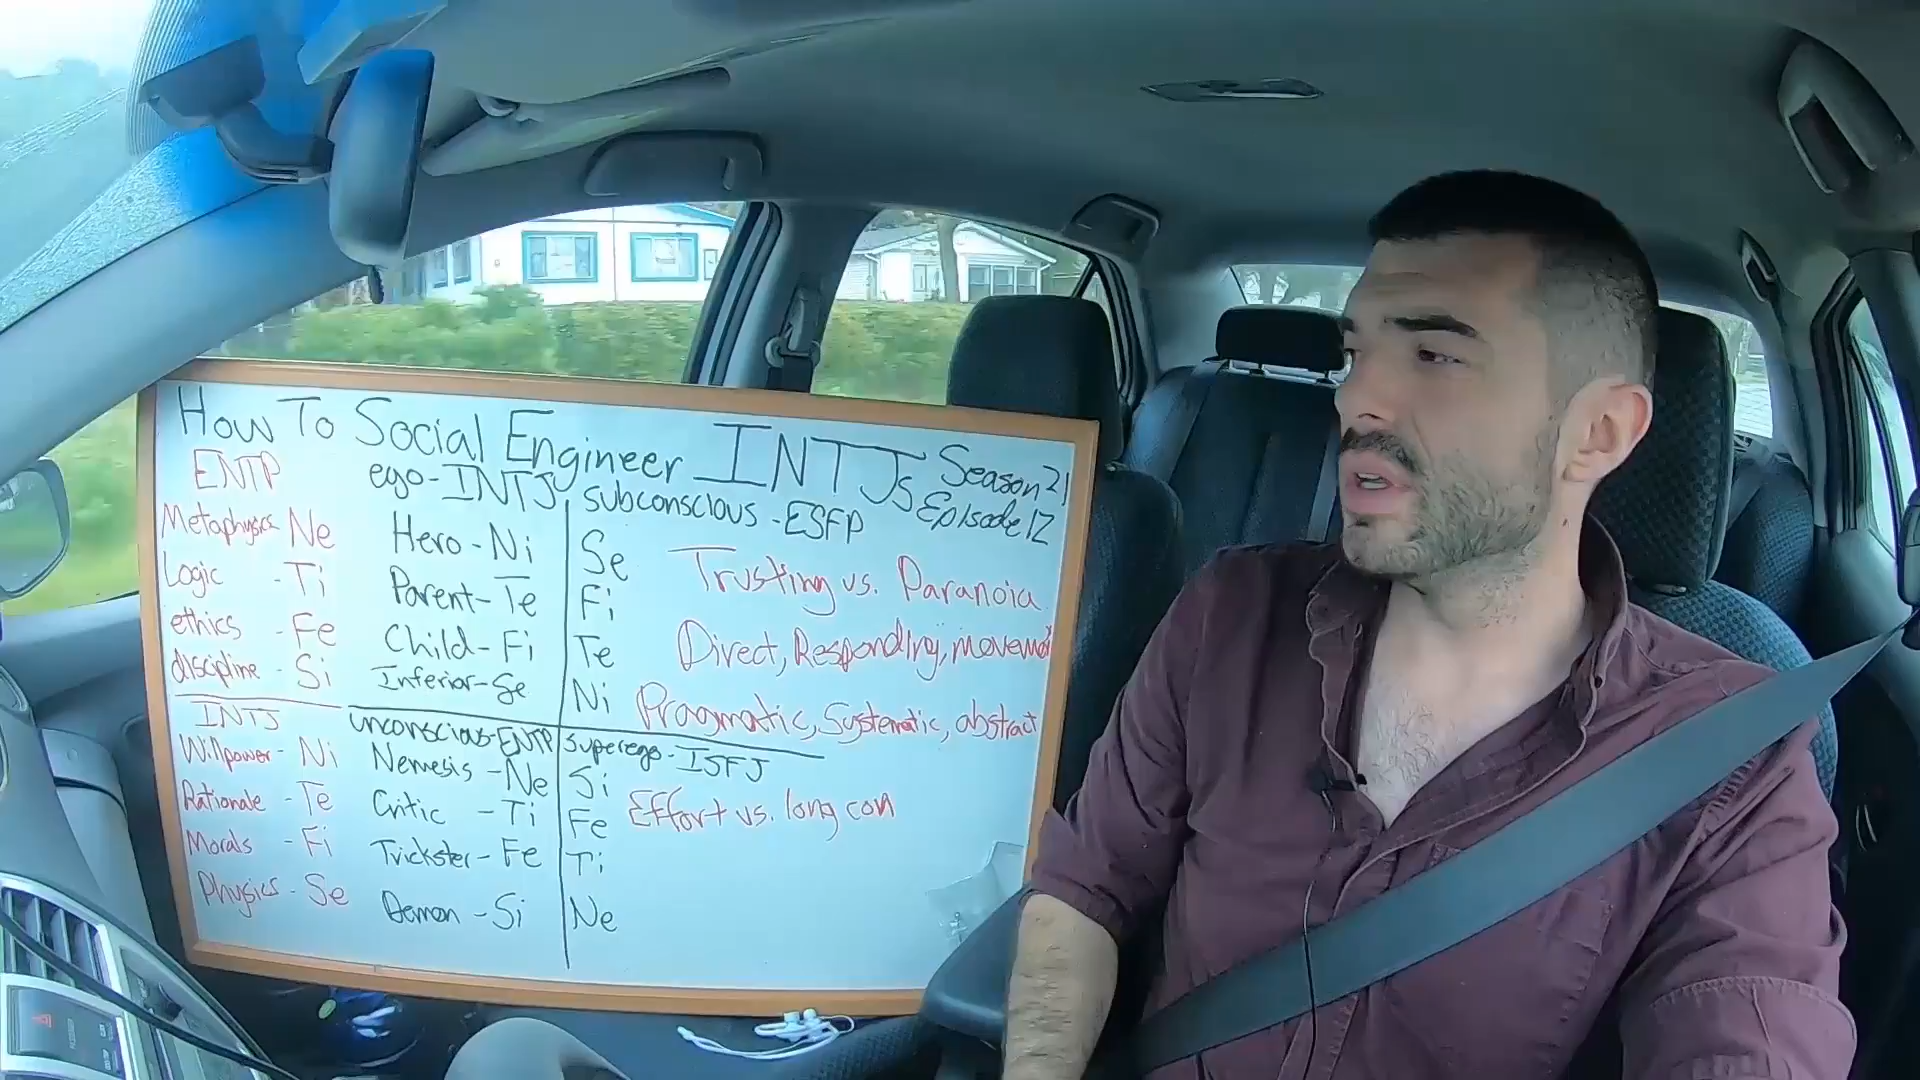 How To Social Engineer INTJs Season 21
Episode 12
ENTP
Metaphysics Ne
Logic - Ti
ethics - Fe
discipline - Si
INTJ
Willpower - Ni
Rationale - Te
Morals - Fi
Physics - Se
ego - INTJ
Hero - Ni
Parent - Te
Child - Fi
Inferior - Se
subconscious - ESFP
Se
Fi
Te
Ni
unconscious - ENTP
Nemesis - Ne
Critic - Ti
Trickster - Fe
Demon - Si
superego - ISFJ
Si
Fe
Ti
Ne
Trusting vs. Paranoia
Direct, Responding, movement
Pragmatic, Systematic, abstract
Effort vs. long con